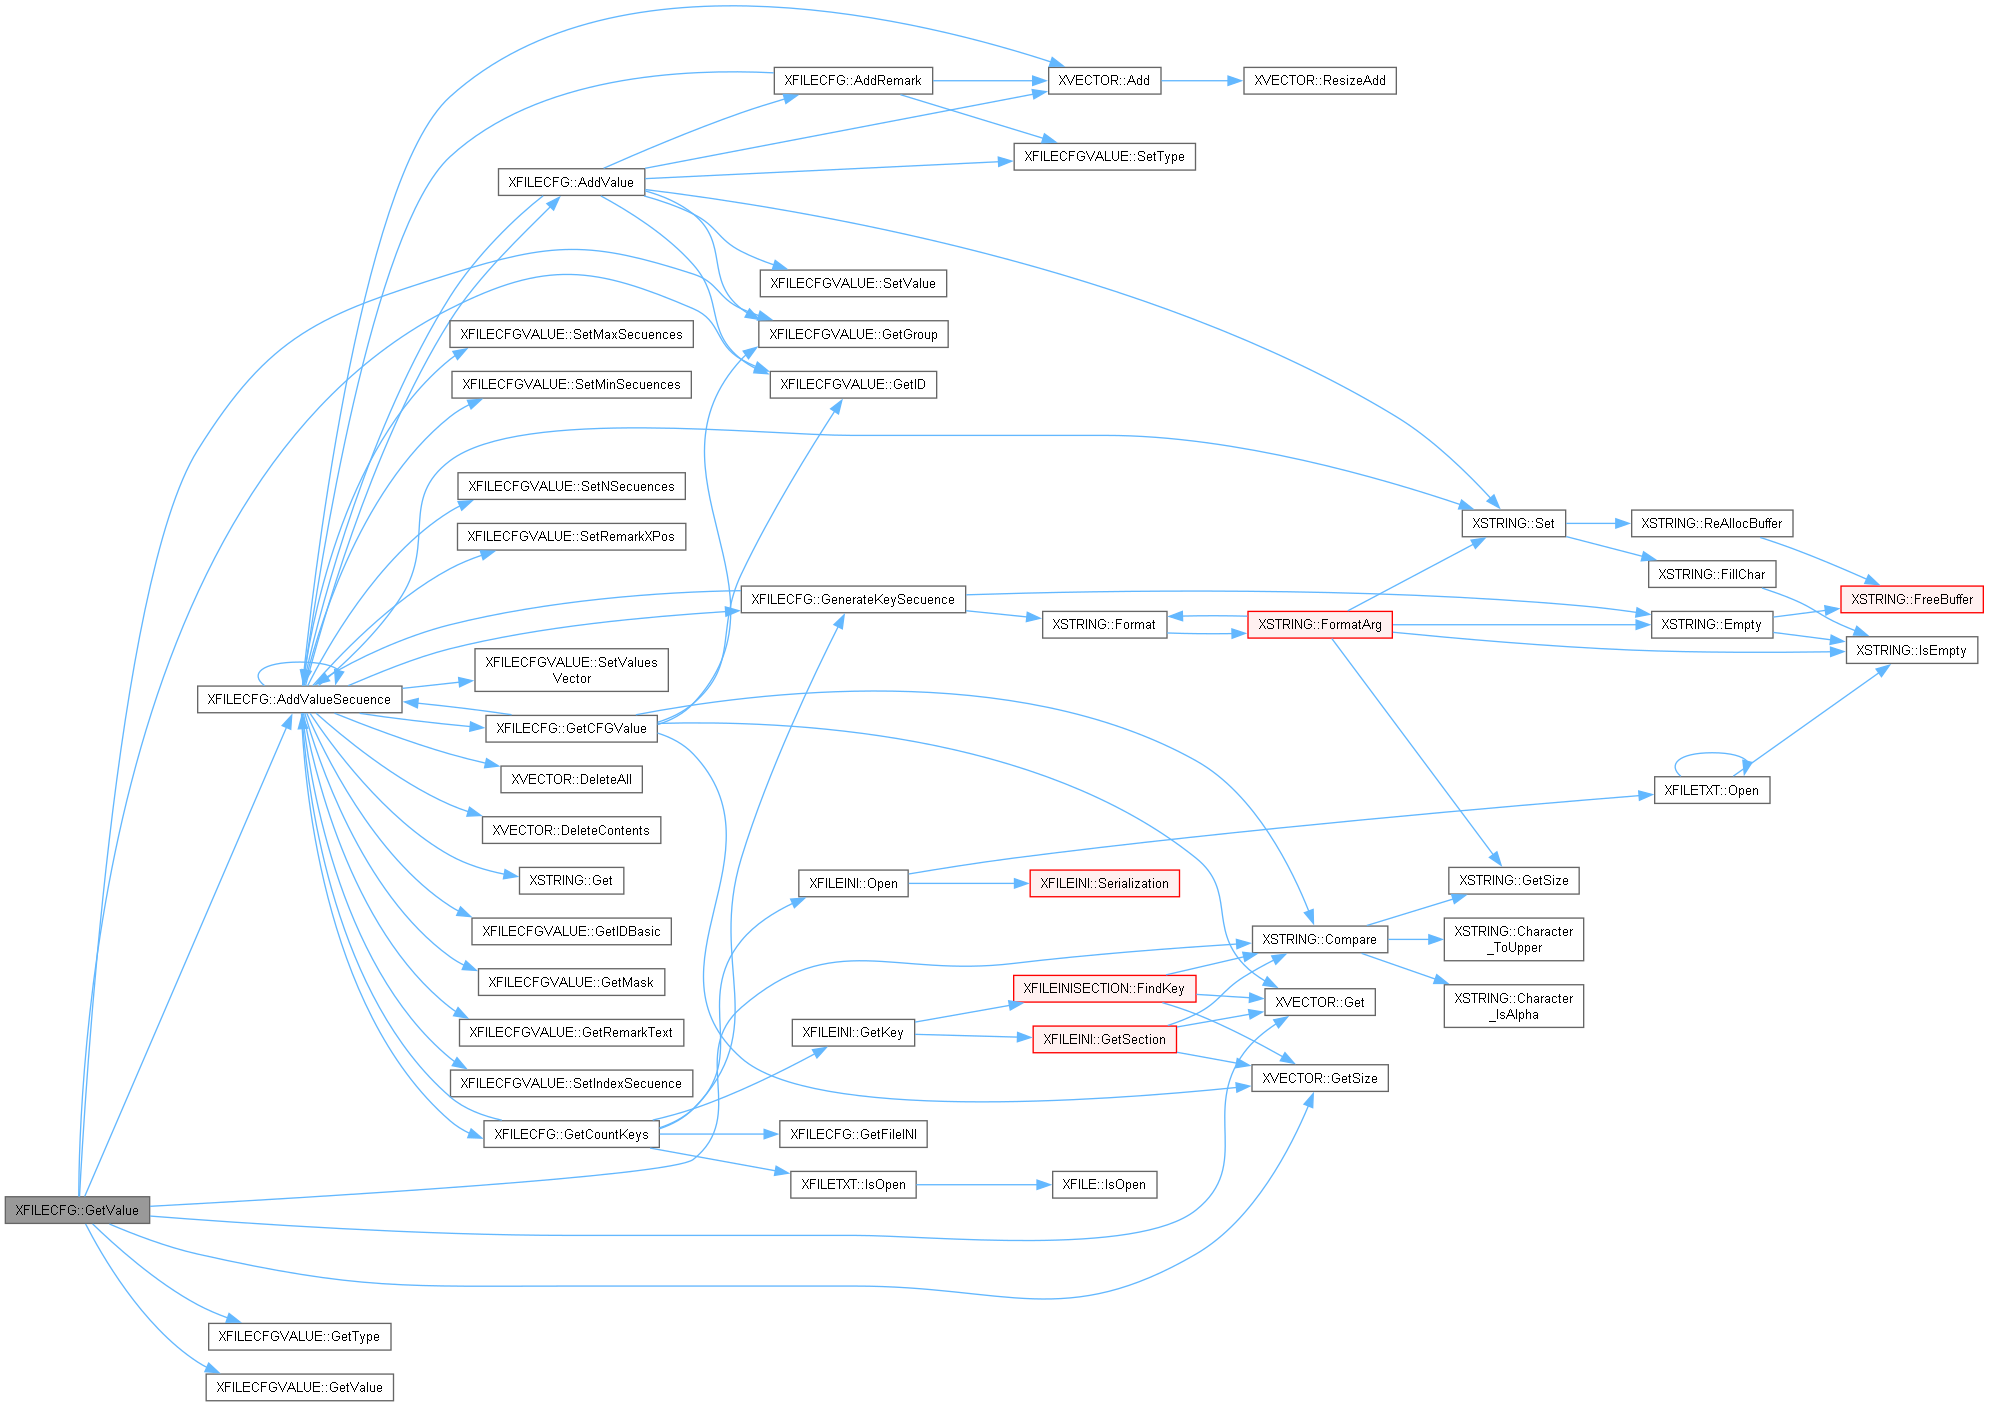 XFILECFG::AddRemark
XVECTOR::Add
XVECTOR::ResizeAdd
XFILECFGVALUE::SetType
XFILECFG::AddValue
XFILECFGVALUE::SetValue
XFILECFGVALUE::SetMaxSecuences
XFILECFGVALUE::GetGroup
XFILECFGVALUE::SetMinSecuences
XFILECFGVALUE::GetID
XFILECFGVALUE::SetNSecuences
XFILECFGVALUE::SetRemarkXPos
XSTRING::Set
XSTRING::ReAllocBuffer
XSTRING::FillChar
XFILECFG::GenerateKeySecuence
XSTRING::FreeBuffer
XSTRING::Format
XSTRING::FormatArg
XSTRING::Empty
XSTRING::IsEmpty
XFILECFGVALUE::SetValues
Vector
XFILECFG::AddValueSecuence
XFILECFG::GetCFGValue
XVECTOR::DeleteAll
XFILETXT::Open
XVECTOR::DeleteContents
XSTRING::Get
XFILEINI::Open
XFILEINI::Serialization
XSTRING::GetSize
XFILECFGVALUE::GetIDBasic
XSTRING::Compare
XSTRING::Character
_ToUpper
XFILECFGVALUE::GetMask
XFILEINISECTION::FindKey
XVECTOR::Get
XSTRING::Character
_IsAlpha
XFILECFGVALUE::GetRemarkText
XFILEINI::GetKey
XFILEINI::GetSection
XFILECFGVALUE::SetIndexSecuence
XVECTOR::GetSize
XFILECFG::GetCountKeys
XFILECFG::GetFileINI
XFILETXT::IsOpen
XFILE::IsOpen
XFILECFG::GetValue
XFILECFGVALUE::GetType
XFILECFGVALUE::GetValue